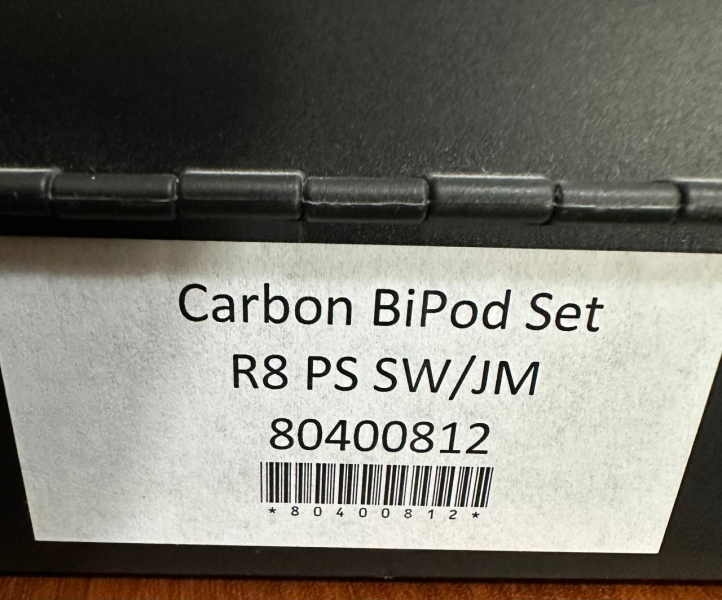 Carbon BiPod Set
R8 PS SW/JM
80400812
*80400812*